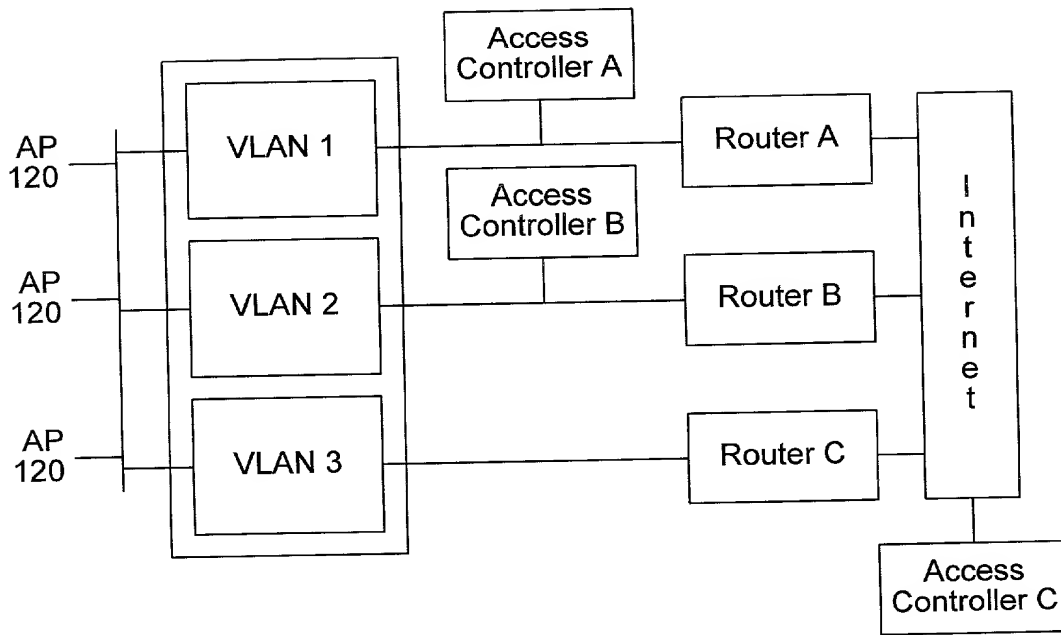 Access
Controller A
AP
120
VLAN 1
Router A
Access
Controller B
AP
120
VLAN 2
Router B
Internet
AP
120
VLAN 3
Router C
Access
Controller C